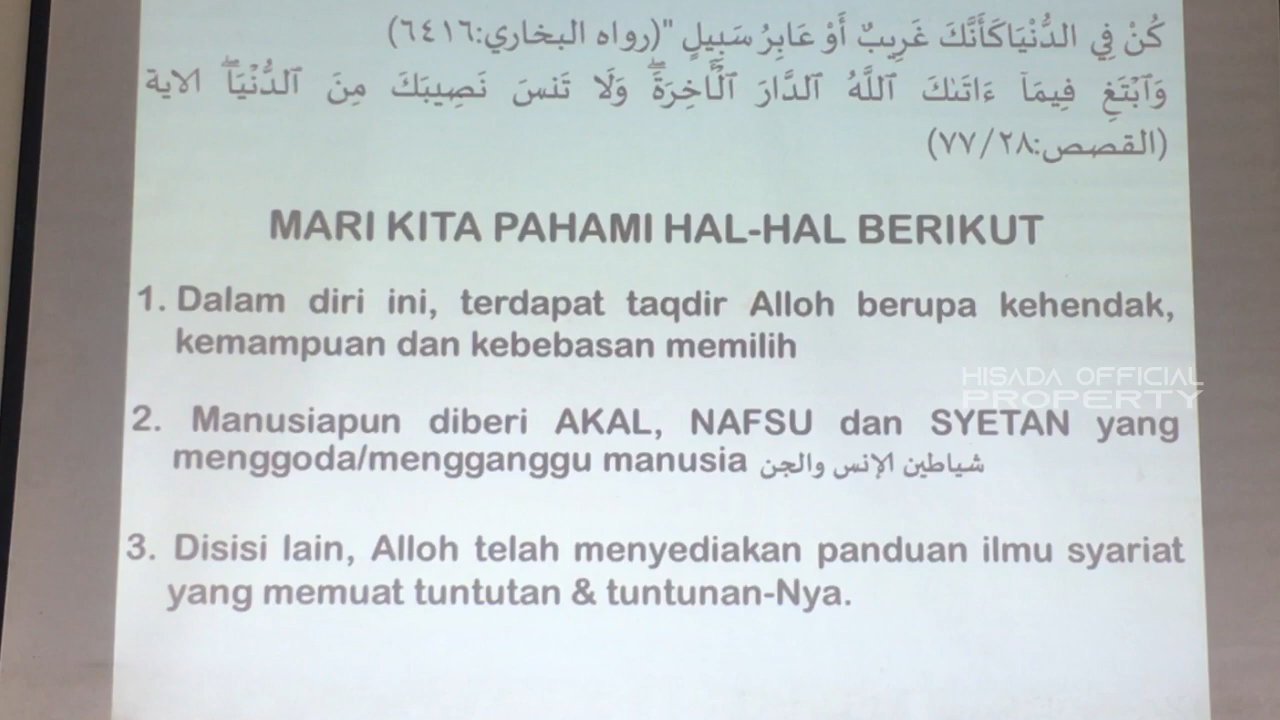 كُنْ فِي الدُّنْيَاكَأَنَّكَ غَرِيبٌ أَوْ عَابِرُ سَبِيلٍ "(رواه البخاري:٦٤١٦)
وَٱبْتَغِ فِيمَآ ءَاتَىٰكَ ٱللَّهُ ٱلدَّارَ ٱلْـَٔاخِرَةَۖ وَلَا تَنسَ نَصِيبَكَ مِنَ ٱلدُّنْيَاۖ الاية
(القصص:٧٧/٢٨)
MARI KITA PAHAMI HAL-HAL BERIKUT
1. Dalam diri ini, terdapat taqdir Alloh berupa kehendak,
kemampuan dan kebebasan memilih
HISADA OFFICIAL
PROPERTY
2. Manusiapun diberi AKAL, NAFSU dan SYETAN yang
menggoda/mengganggu manusia شياطين الإنس والجن
3. Disisi lain, Alloh telah menyediakan panduan ilmu syariat
yang memuat tuntutan & tuntunan-Nya.